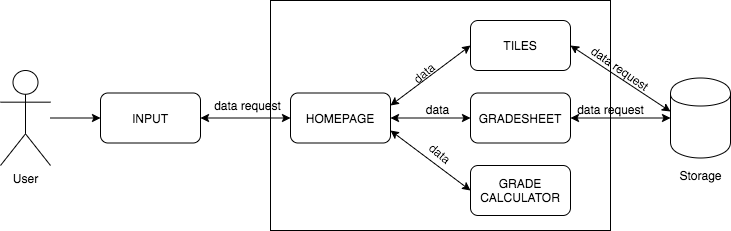 TILES
data request
data
data request
INPUT
HOMEPAGE
data
GRADESHEET
data request
data
User
GRADE
CALCULATOR
Storage